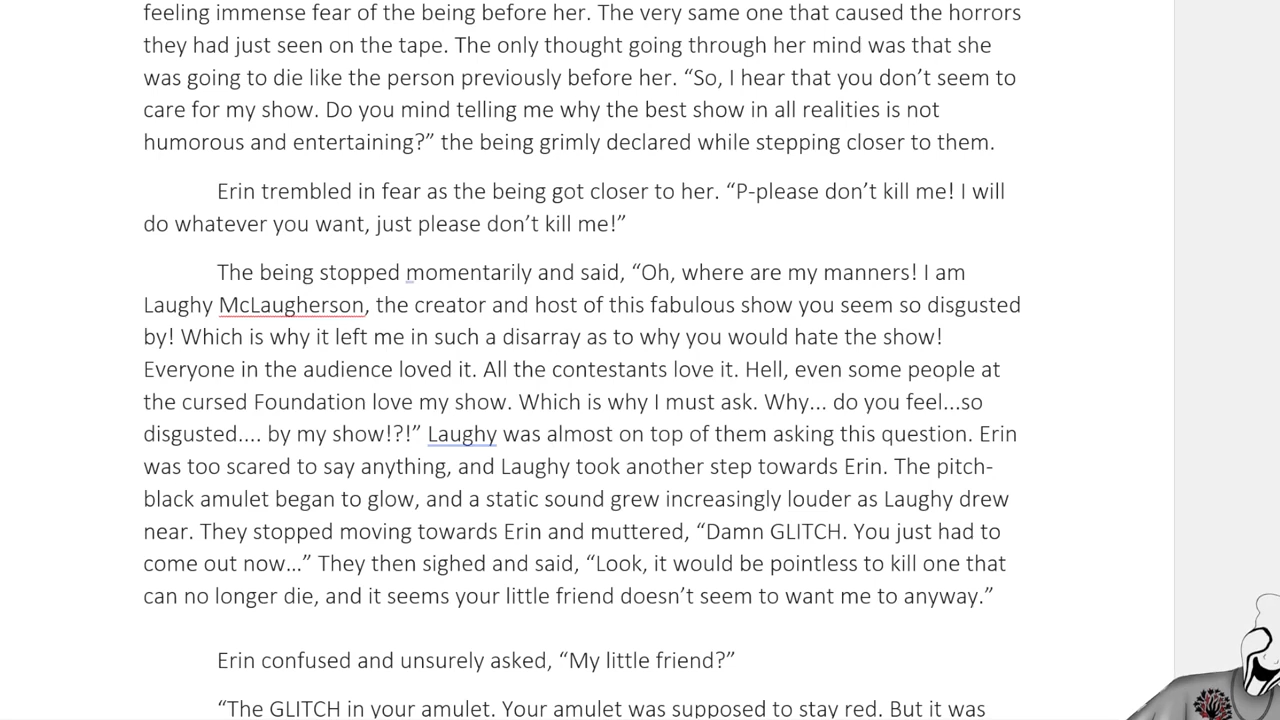 feeling immense fear of the being before her. The very same one that caused the horrors
they had just seen on the tape. The only thought going through her mind was that she
was going to die like the person previously before her. “So, I hear that you don’t seem to
care for my show. Do you mind telling me why the best show in all realities is not
humorous and entertaining?” the being grimly declared while stepping closer to them.
Erin trembled in fear as the being got closer to her. “P-please don’t kill me! I will
do whatever you want, just please don’t kill me!”
The being stopped momentarily and said, “Oh, where are my manners! I am
Laughy McLaugherson, the creator and host of this fabulous show you seem so disgusted
by! Which is why it left me in such a disarray as to why you would hate the show!
Everyone in the audience loved it. All the contestants love it. Hell, even some people at
the cursed Foundation love my show. Which is why I must ask. Why... do you feel...so
disgusted.... by my show!?!” Laughy was almost on top of them asking this question. Erin
was too scared to say anything, and Laughy took another step towards Erin. The pitch-
black amulet began to glow, and a static sound grew increasingly louder as Laughy drew
near. They stopped moving towards Erin and muttered, “Damn GLITCH. You just had to
come out now…” They then sighed and said, “Look, it would be pointless to kill one that
can no longer die, and it seems your little friend doesn’t seem to want me to anyway.”
Erin confused and unsurely asked, “My little friend?”
“The GLITCH in your amulet. Your amulet was supposed to stay red. But it was